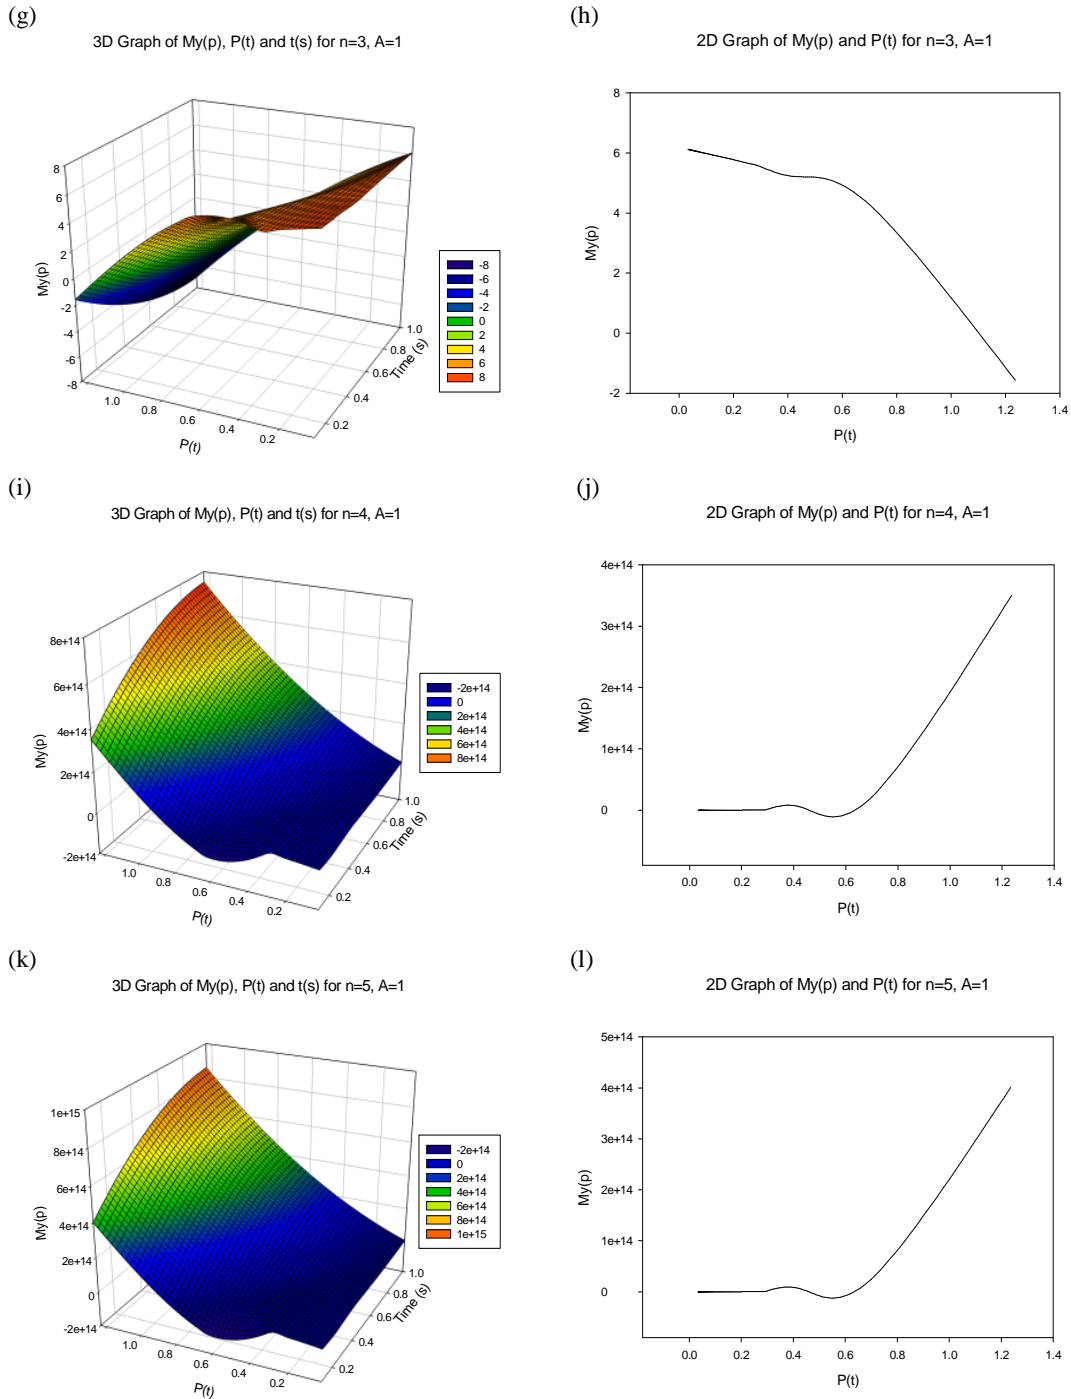 (g)
3D Graph of My(p), P(t) and t(s) for n=3, A=1
8
6
4
2
0
-2
-4
-6
-8
My(p)
1.0
0.8
0.6
0.4
0.2
P(t)
0.2
0.4
0.6
0.8
1.0
Time (s)
-8
-6
-4
-2
0
2
4
6
8
(h)
2D Graph of My(p) and P(t) for n=3, A=1
8
6
4
2
0
-2
My(p)
0.0 0.2 0.4 0.6 0.8 1.0 1.2 1.4
P(t)
(i)
3D Graph of My(p), P(t) and t(s) for n=4, A=1
8e+14
6e+14
4e+14
2e+14
0
-2e+14
My(p)
1.0
0.8
0.6
0.4
0.2
P(t)
0.2
0.4
0.6
0.8
1.0
Time (s)
-2e+14
0
2e+14
4e+14
6e+14
8e+14
(j)
2D Graph of My(p) and P(t) for n=4, A=1
4e+14
3e+14
2e+14
1e+14
0
My(p)
0.0 0.2 0.4 0.6 0.8 1.0 1.2 1.4
P(t)
(k)
3D Graph of My(p), P(t) and t(s) for n=5, A=1
1e+15
8e+14
6e+14
4e+14
2e+14
0
-2e+14
My(p)
1.0
0.8
0.6
0.4
0.2
P(t)
0.2
0.4
0.6
0.8
1.0
Time (s)
-2e+14
0
2e+14
4e+14
6e+14
8e+14
1e+15
(l)
2D Graph of My(p) and P(t) for n=5, A=1
5e+14
4e+14
3e+14
2e+14
1e+14
0
My(p)
0.0 0.2 0.4 0.6 0.8 1.0 1.2 1.4
P(t)